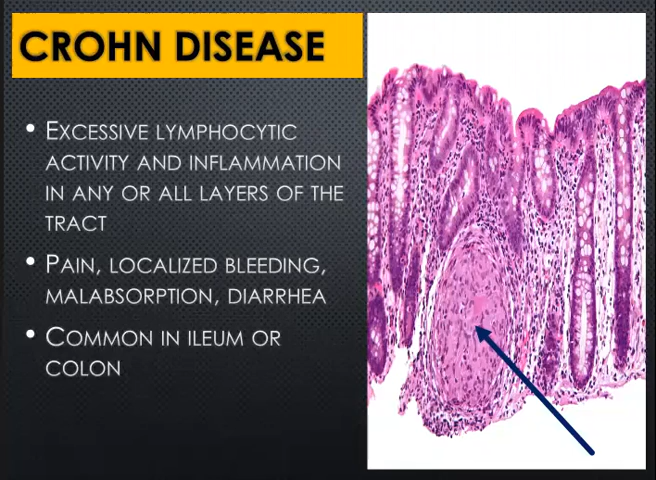 CROHN DISEASE
• EXCESSIVE LYMPHOCYTIC
ACTIVITY AND INFLAMMATION
IN ANY OR ALL LAYERS OF THE
TRACT
• PAIN, LOCALIZED BLEEDING,
MALABSORPTION, DIARRHEA
• COMMON IN ILEUM OR
COLON